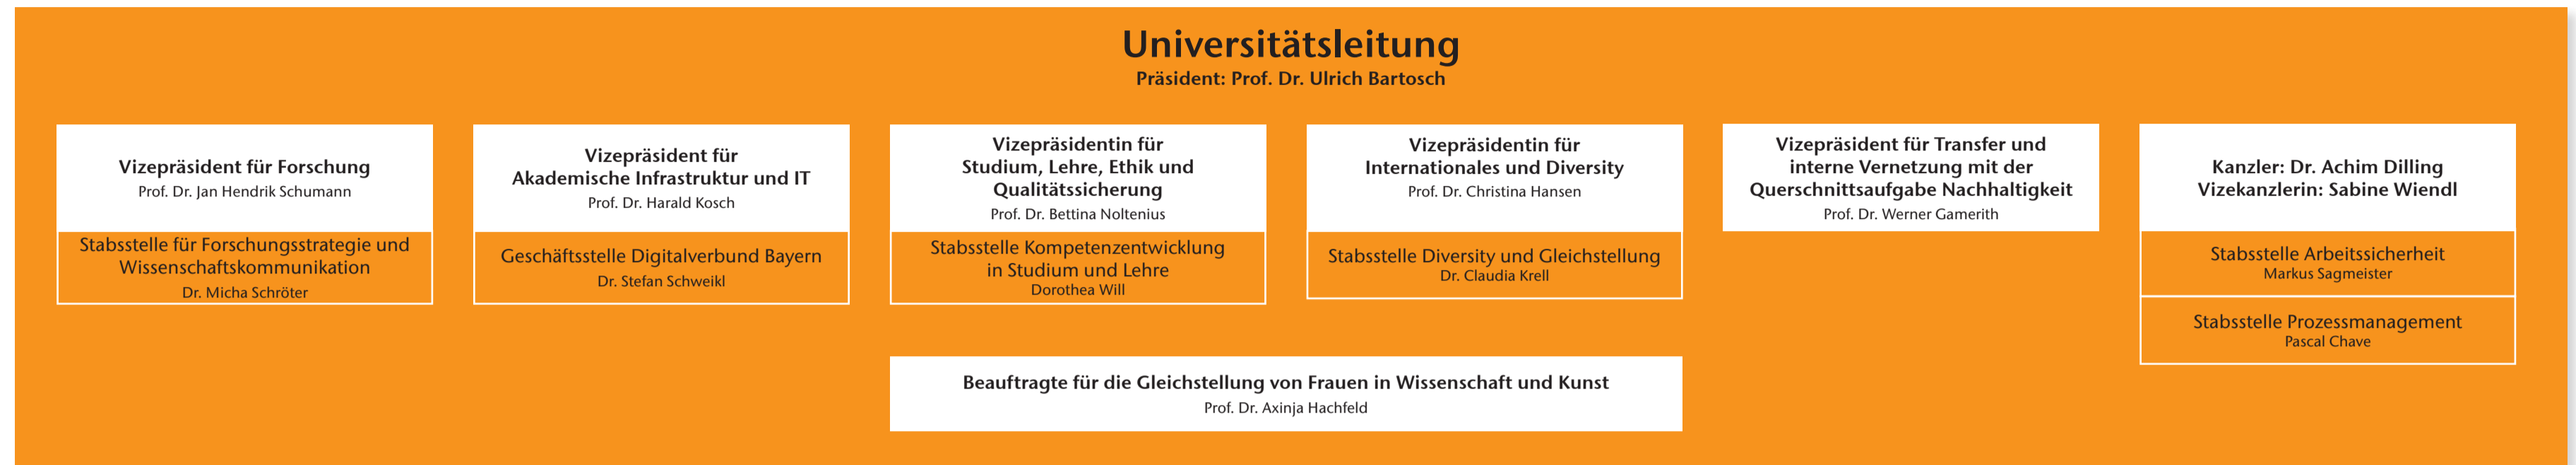 Universitätsleitung
Präsident: Prof. Dr. Ulrich Bartosch
Vizepräsident für Forschung
Prof. Dr. Jan Hendrik Schumann
Stabsstelle für Forschungsstrategie und
Wissenschaftskommunikation
Dr. Micha Schröter
Vizepräsident für
Akademische Infrastruktur und IT
Prof. Dr. Harald Kosch
Geschäftsstelle Digitalverbund Bayern
Dr. Stefan Schweikl
Vizepräsidentin für
Studium, Lehre, Ethik und
Qualitätssicherung
Prof. Dr. Bettina Noltenius
Stabsstelle Kompetenzentwicklung
in Studium und Lehre
Dorothea Will
Vizepräsidentin für
Internationales und Diversity
Prof. Dr. Christina Hansen
Stabsstelle Diversity und Gleichstellung
Dr. Claudia Krell
Vizepräsident für Transfer und
interne Vernetzung mit der
Querschnittsaufgabe Nachhaltigkeit
Prof. Dr. Werner Gamerith
Kanzler: Dr. Achim Dilling
Vizekanzlerin: Sabine Wiendl
Stabsstelle Arbeitssicherheit
Markus Sagmeister
Stabsstelle Prozessmanagement
Pascal Chave
Beauftragte für die Gleichstellung von Frauen in Wissenschaft und Kunst
Prof. Dr. Axinja Hachfeld